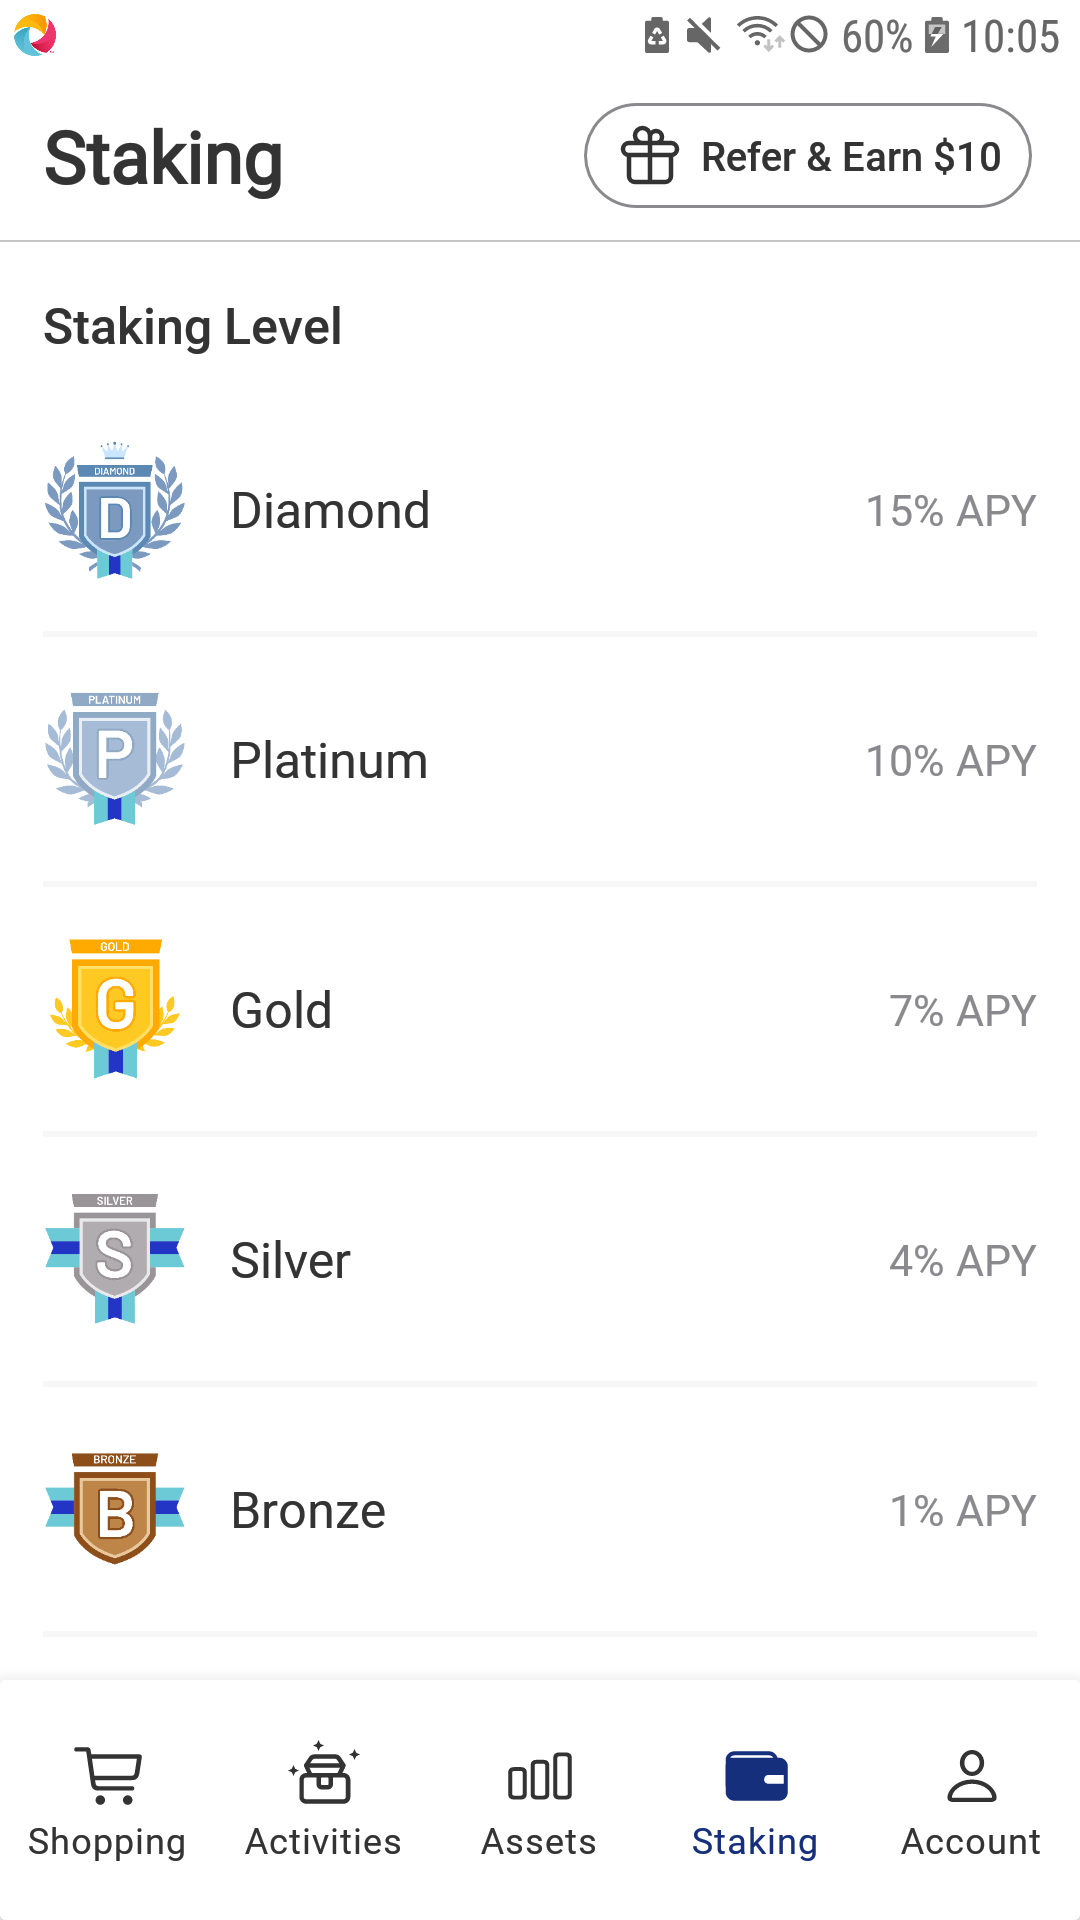 60% 10:05
Staking
Refer & Earn $10
Staking Level
DIAMOND
D
Diamond
15% APY
PLATINUM
P
Platinum
10% APY
GOLD
G
Gold
7% APY
SILVER
S
Silver
4% APY
BRONZE
B
Bronze
1% APY
Shopping
Activities
Assets
Staking
Account